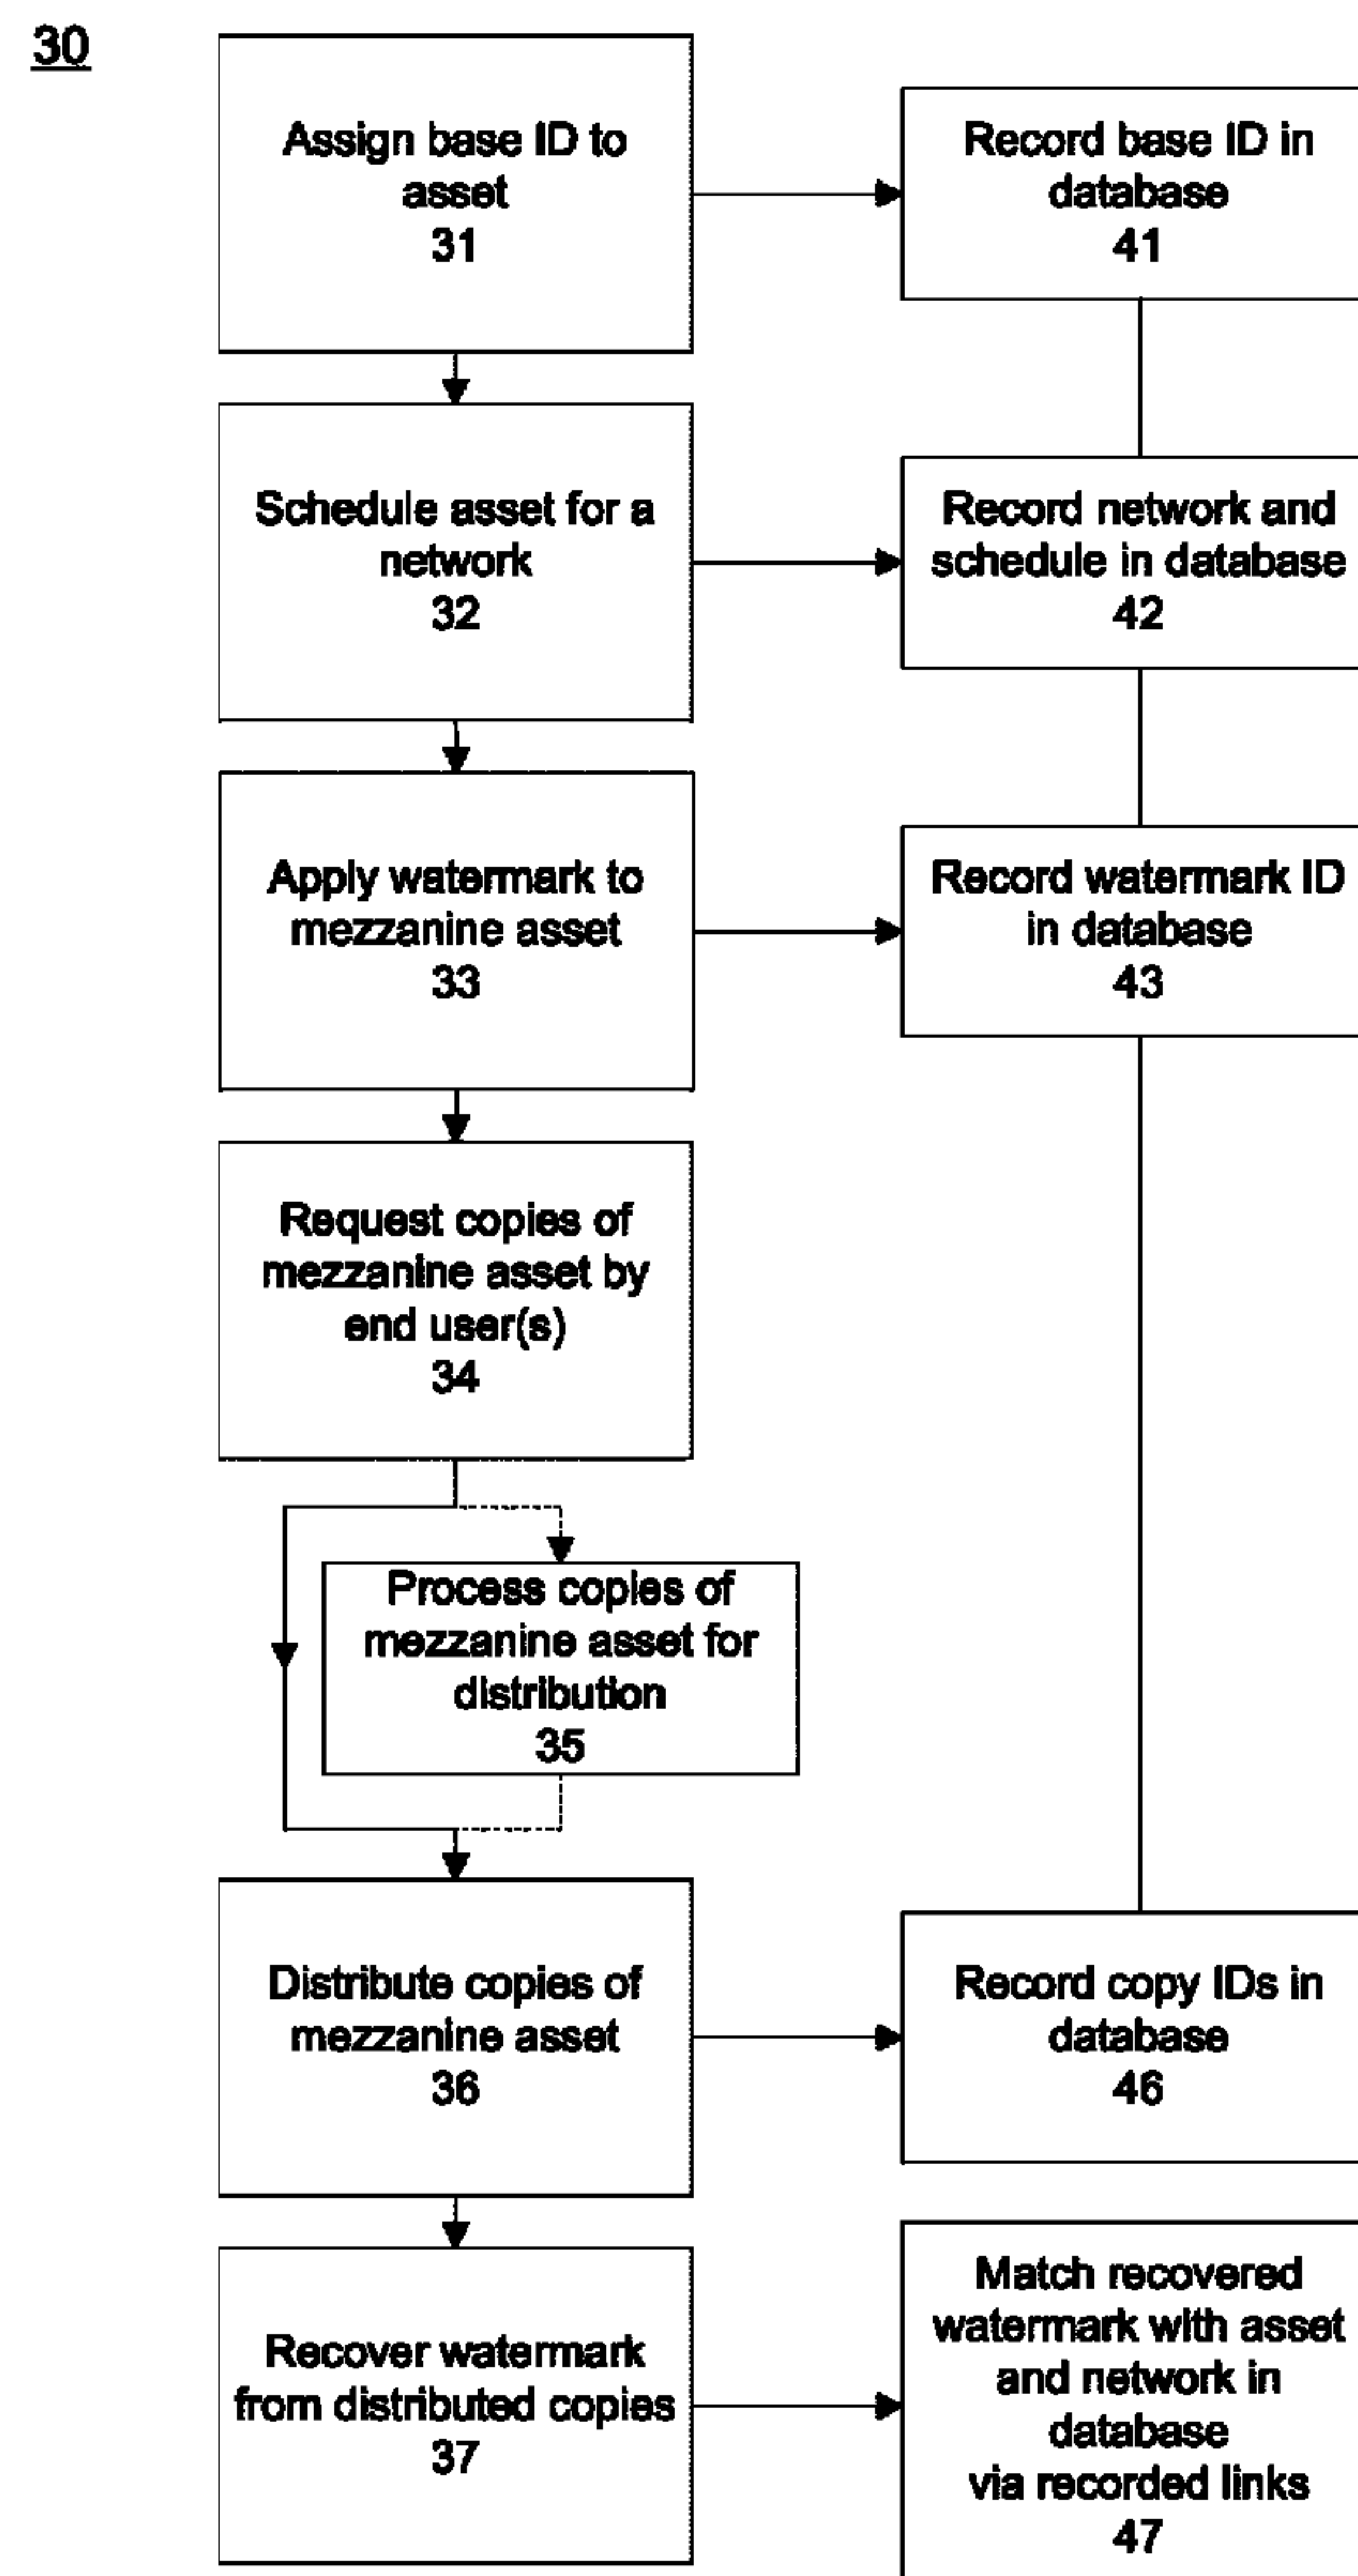 30
Assign base ID to
asset
31
Record base ID in
database
41
Schedule asset for a
network
32
Record network and
schedule in database
42
Apply watermark to
mezzanine asset
33
Record watermark ID
in database
43
Request copies of
mezzanine asset by
end user(s)
34
Process copies of
mezzanine asset for
distribution
35
Distribute copies of
mezzanine asset
36
Record copy IDs in
database
46
Recover watermark
from distributed copies
37
Match recovered
watermark with asset
and network in
database
via recorded links
47